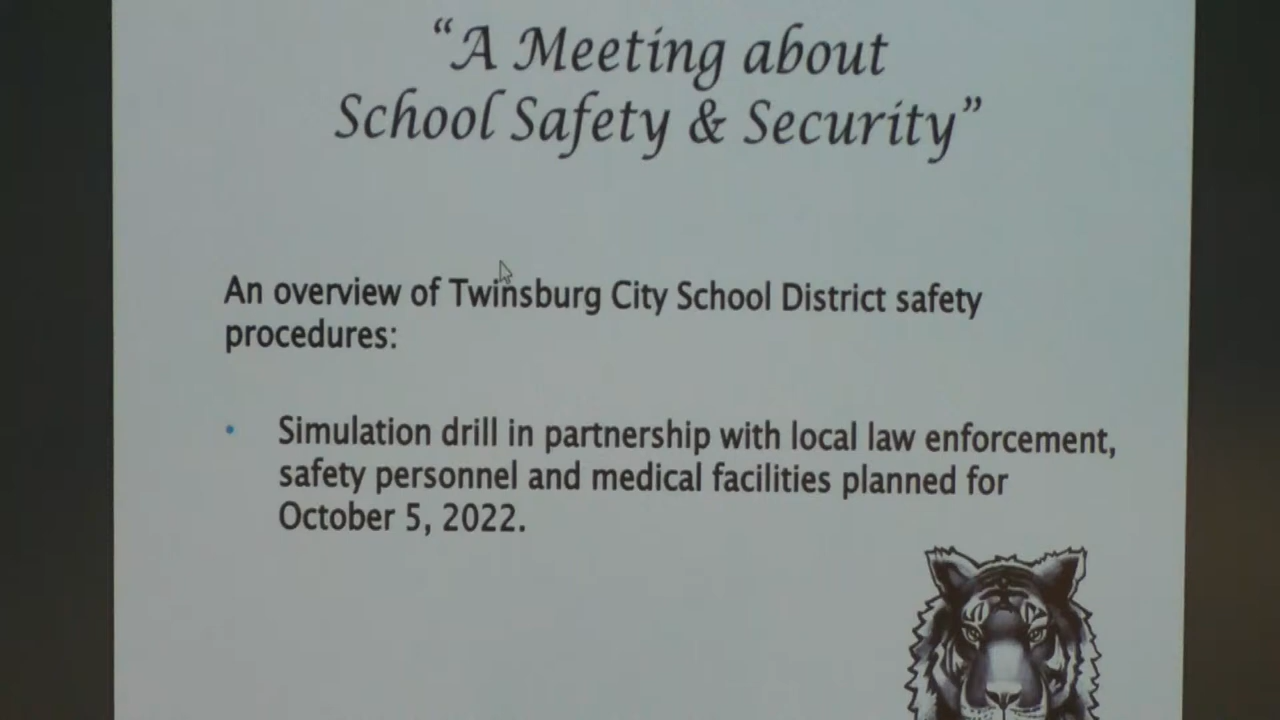 “A Meeting about
School Safety & Security”
An overview of Twinsburg City School District safety
procedures:
• Simulation drill in partnership with local law enforcement,
safety personnel and medical facilities planned for
October 5, 2022.